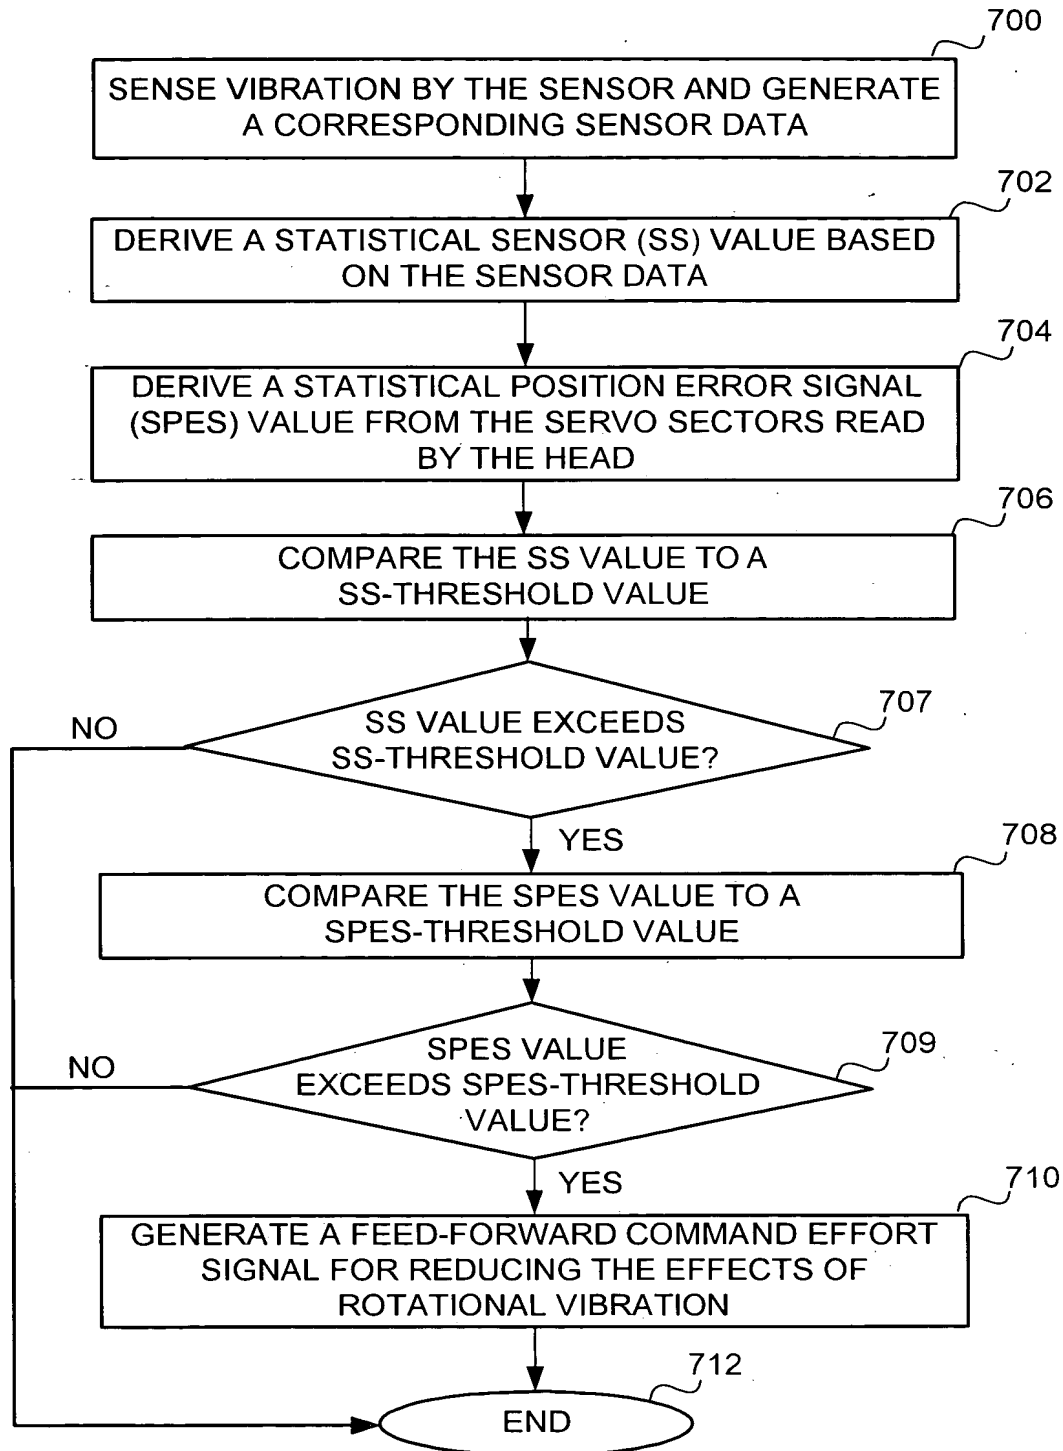 700
SENSE VIBRATION BY THE SENSOR AND GENERATE
A CORRESPONDING SENSOR DATA
702
DERIVE A STATISTICAL SENSOR (SS) VALUE BASED
ON THE SENSOR DATA
704
DERIVE A STATISTICAL POSITION ERROR SIGNAL
(SPES) VALUE FROM THE SERVO SECTORS READ
BY THE HEAD
706
COMPARE THE SS VALUE TO A
SS-THRESHOLD VALUE
707
NO
SS VALUE EXCEEDS
SS-THRESHOLD VALUE?
YES
708
COMPARE THE SPES VALUE TO A
SPES-THRESHOLD VALUE
709
NO
SPES VALUE
EXCEEDS SPES-THRESHOLD
VALUE?
YES
710
GENERATE A FEED-FORWARD COMMAND EFFORT
SIGNAL FOR REDUCING THE EFFECTS OF
ROTATIONAL VIBRATION
712
END